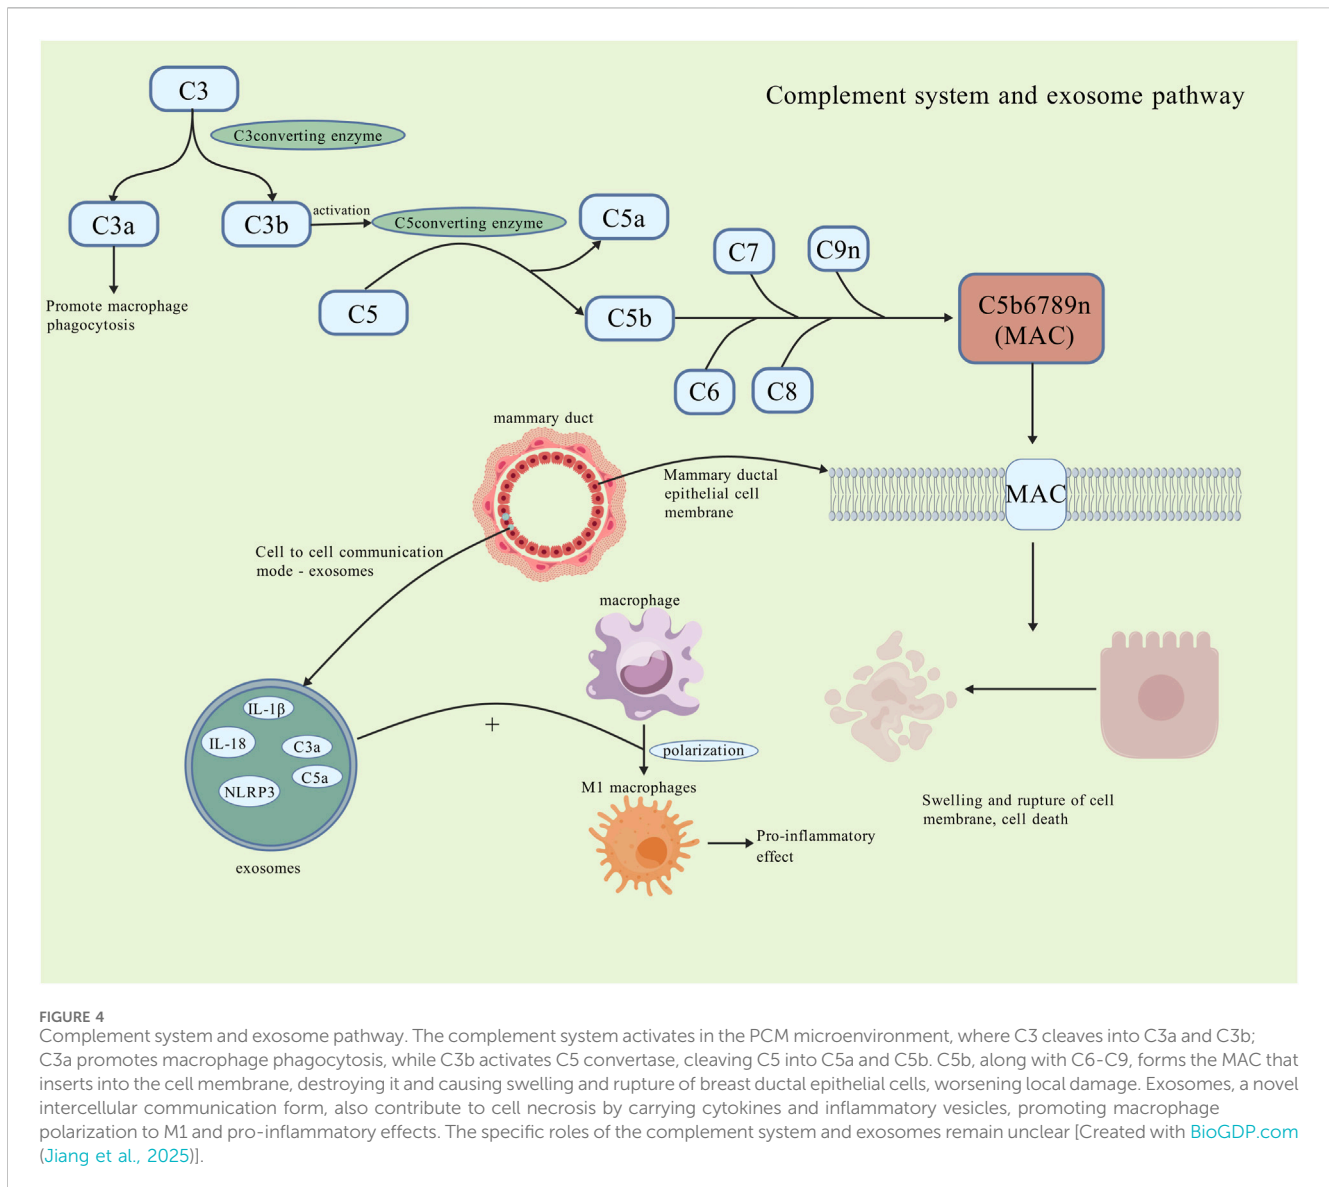 Complement system and exosome pathway
C3
C3converting enzyme
C3a
C3b
activation
C5converting enzyme
C5a
Promote macrophage
phagocytosis
C5
C5b
C7
C9n
C6
C8
C5b6789n
(MAC)
mammary duct
Mammary ductal
epithelial cell
membrane
MAC
Cell to cell communication
mode - exosomes
macrophage
IL-1β
IL-18
C3a
C5a
NLRP3
exosomes
+
polarization
M1 macrophages
Pro-inflammatory
effect
Swelling and rupture of cell
membrane, cell death
FIGURE 4
Complement system and exosome pathway. The complement system activates in the PCM microenvironment, where C3 cleaves into C3a and C3b;
C3a promotes macrophage phagocytosis, while C3b activates C5 convertase, cleaving C5 into C5a and C5b. C5b, along with C6-C9, forms the MAC that
inserts into the cell membrane, destroying it and causing swelling and rupture of breast ductal epithelial cells, worsening local damage. Exosomes, a novel
intercellular communication form, also contribute to cell necrosis by carrying cytokines and inflammatory vesicles, promoting macrophage
polarization to M1 and pro-inflammatory effects. The specific roles of the complement system and exosomes remain unclear [Created with BioGDP.com
(Jiang et al., 2025)].